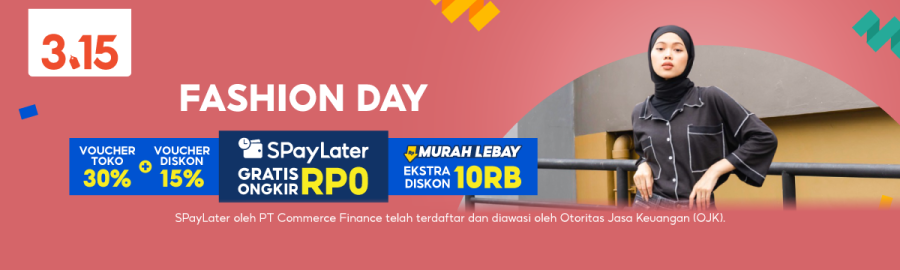 3.15
FASHION DAY
VOUCHER
TOKO
30%
+
VOUCHER
DISKON
15%
SPayLater
GRATIS
ONGKIR RP0
MURAH LEBAY
EKSTRA
DISKON 10RB
SPayLater oleh PT Commerce Finance telah terdaftar dan diawasi oleh Otoritas Jasa Keuangan (OJK).